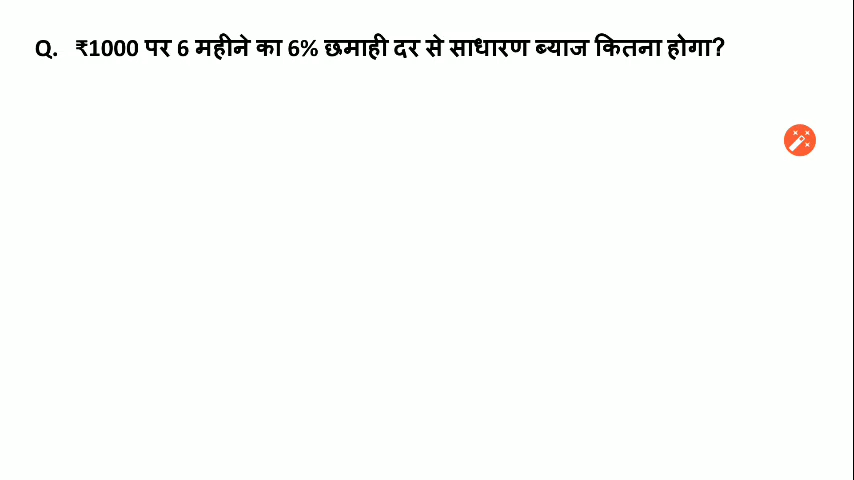 Q. ₹1000 पर 6 महीने का 6% छमाही दर से साधारण ब्याज कितना होगा?